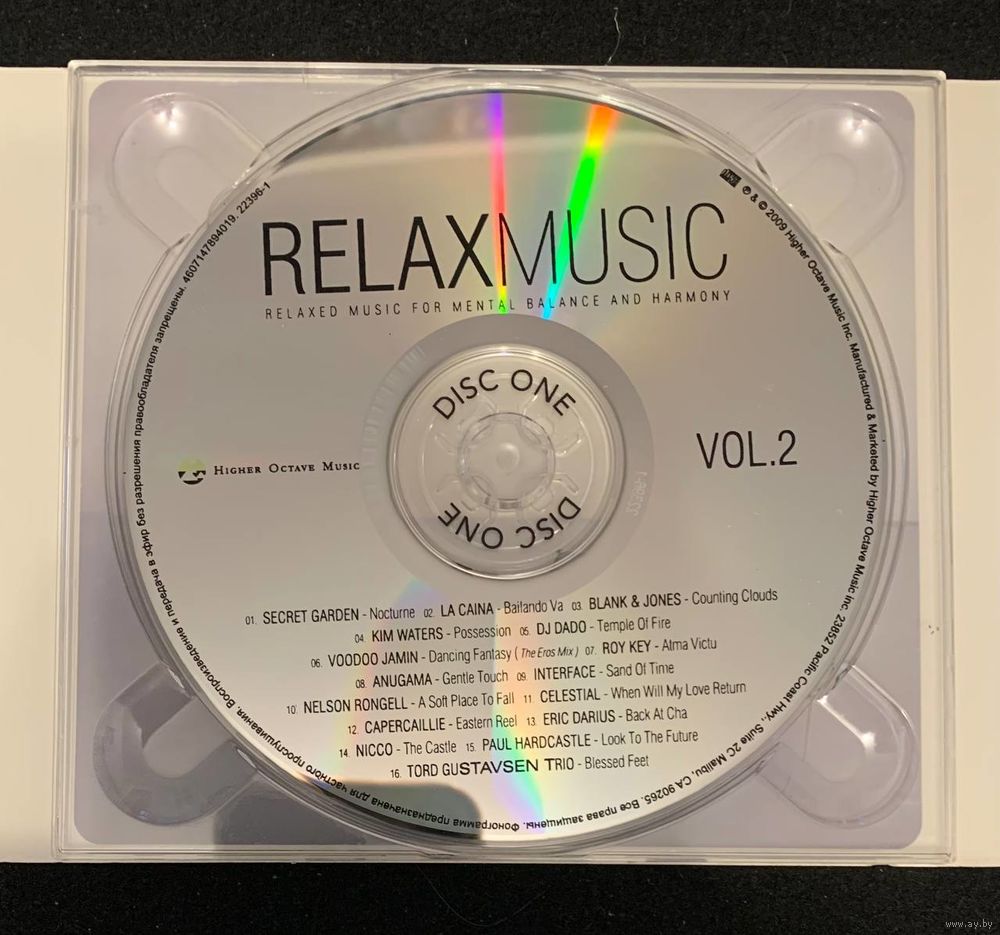 RELAXMUSIC
RELAXED MUSIC FOR MENTAL BALANCE AND HARMONY
DISC ONE
DISC ONE
VOL.2
HIGHER OCTAVE MUSIC
01. SECRET GARDEN - Nocturne 02. LA CAINA - Bailando Va 03. BLANK & JONES - Counting Clouds
04. KIM WATERS - Possession 05. DJ DADO - Temple Of Fire
06. VOODOO JAMIN - Dancing Fantasy (The Eros Mix) 07. ROY KEY - Atma Victu
08. ANUGAMA - Gentle Touch 09. INTERFACE - Sand Of Time
10. NELSON RONGELL - A Soft Place To Fall 11. CELESTIAL - When Will My Love Return
12. CAPERCAILLIE - Eastern Reel 13. ERIC DARIUS - Back At Cha
14. NICCO - The Castle 15. PAUL HARDCASTLE - Look To The Future
16. TORD GUSTAVSEN TRIO - Blessed Feet
℗ & © 2009 Higher Octave Music Inc. Manufactured & Marketed by Higher Octave Music Inc. 23852 Pacific Coast Hwy., Suite 2C Malibu, CA 90265. Все права защищены. Фонограмма предназначена для частного прослушивания. Воспроизведение и передача в эфир без разрешения правообладателя запрещены. 4607147894019. 22396-1
www.ay.by